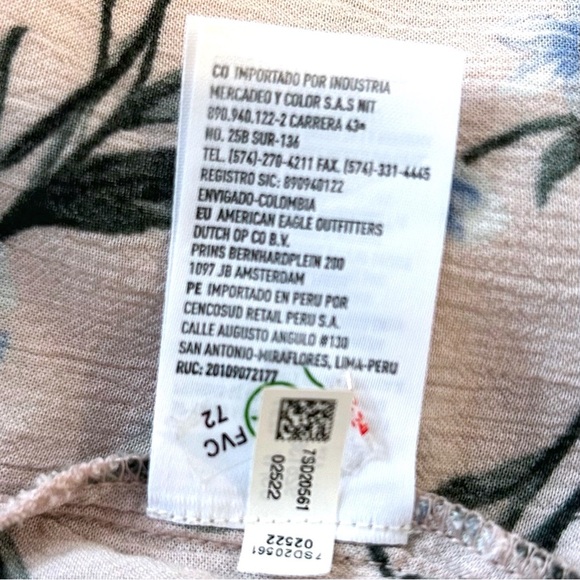 CO IMPORTADO POR INDUSTRIA
MERCADEO Y COLOR S.A.S NIT
890.940.122-2 CARRERA 43ª
NO. 25B SUR-136
TEL. (574)-270-4211 FAX. (574)-331-4445
REGISTRO SIC: 890940122
ENVIGADO-COLOMBIA
EU AMERICAN EAGLE OUTFITTERS
DUTCH OP CO B.V.
PRINS BERNHARDPLEIN 200
1097 JB AMSTERDAM
PE IMPORTADO EN PERU POR
CENCOSUD RETAIL PERU S.A.
CALLE AUGUSTO ANGULO #130
SAN ANTONIO-MIRAFLORES, LIMA-PERU
RUC: 20109072177
FVC
72
7SD20561
02522
7SD20561
02522